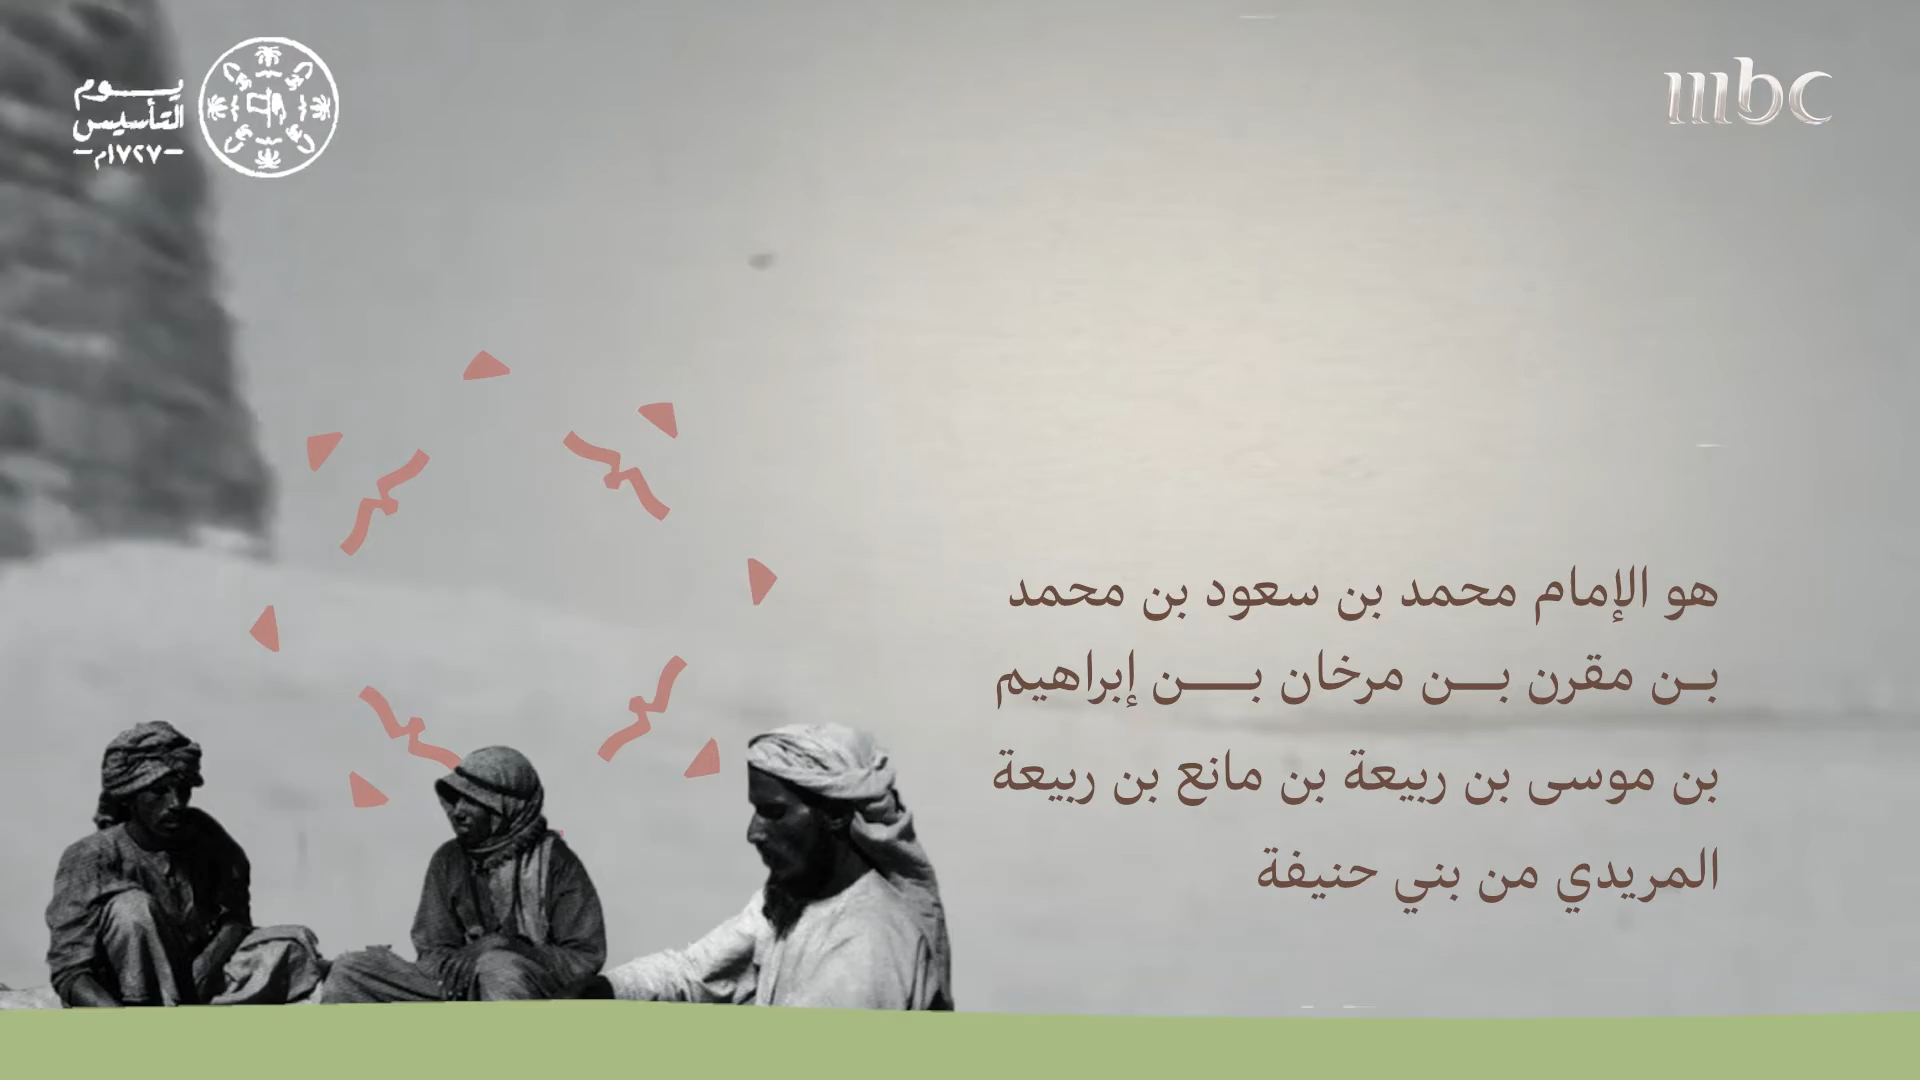 يوم
التأسيس
١٧٢٧م
mbc
هو الإمام محمد بن سعود بن محمد
بن مقرن بن مرخان بن إبراهيم
بن موسى بن ربيعة بن مانع بن ربيعة
المريدي من بني حنيفة